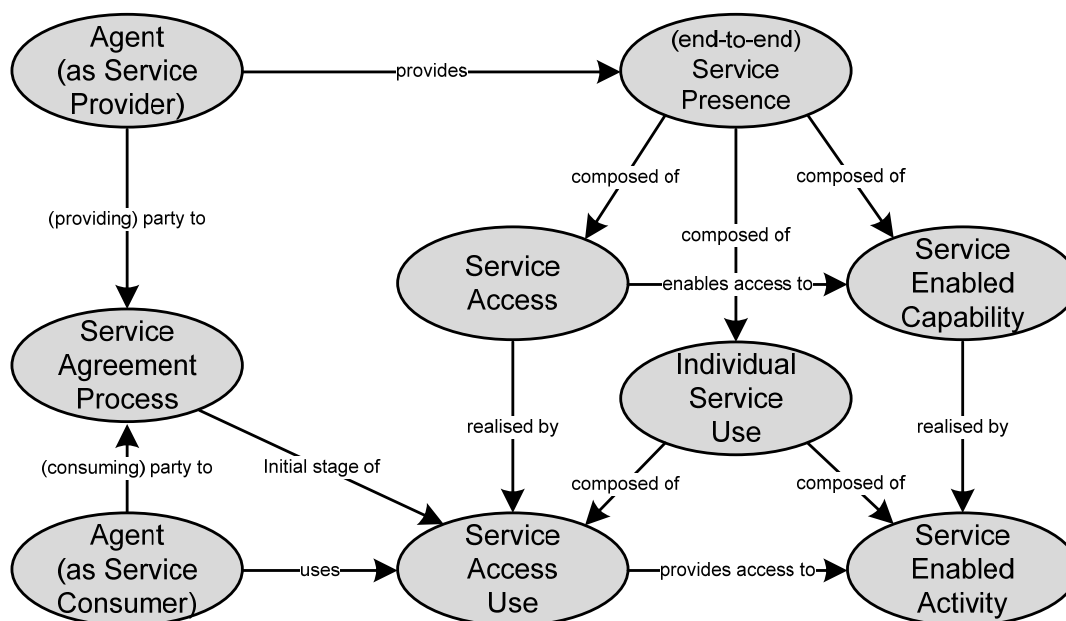 Agent
(as Service
Provider)
provides
(end-to-end)
Service
Presence
composed of
composed of
(providing) party to
composed of
Service
Access
enables access to
Service
Enabled
Capability
Service
Agreement
Process
Individual
Service
Use
realised by
realised by
(consuming) party to
Initial stage of
composed of
composed of
Agent
(as Service
Consumer)
uses
Service
Access
Use
provides access to
Service
Enabled
Activity